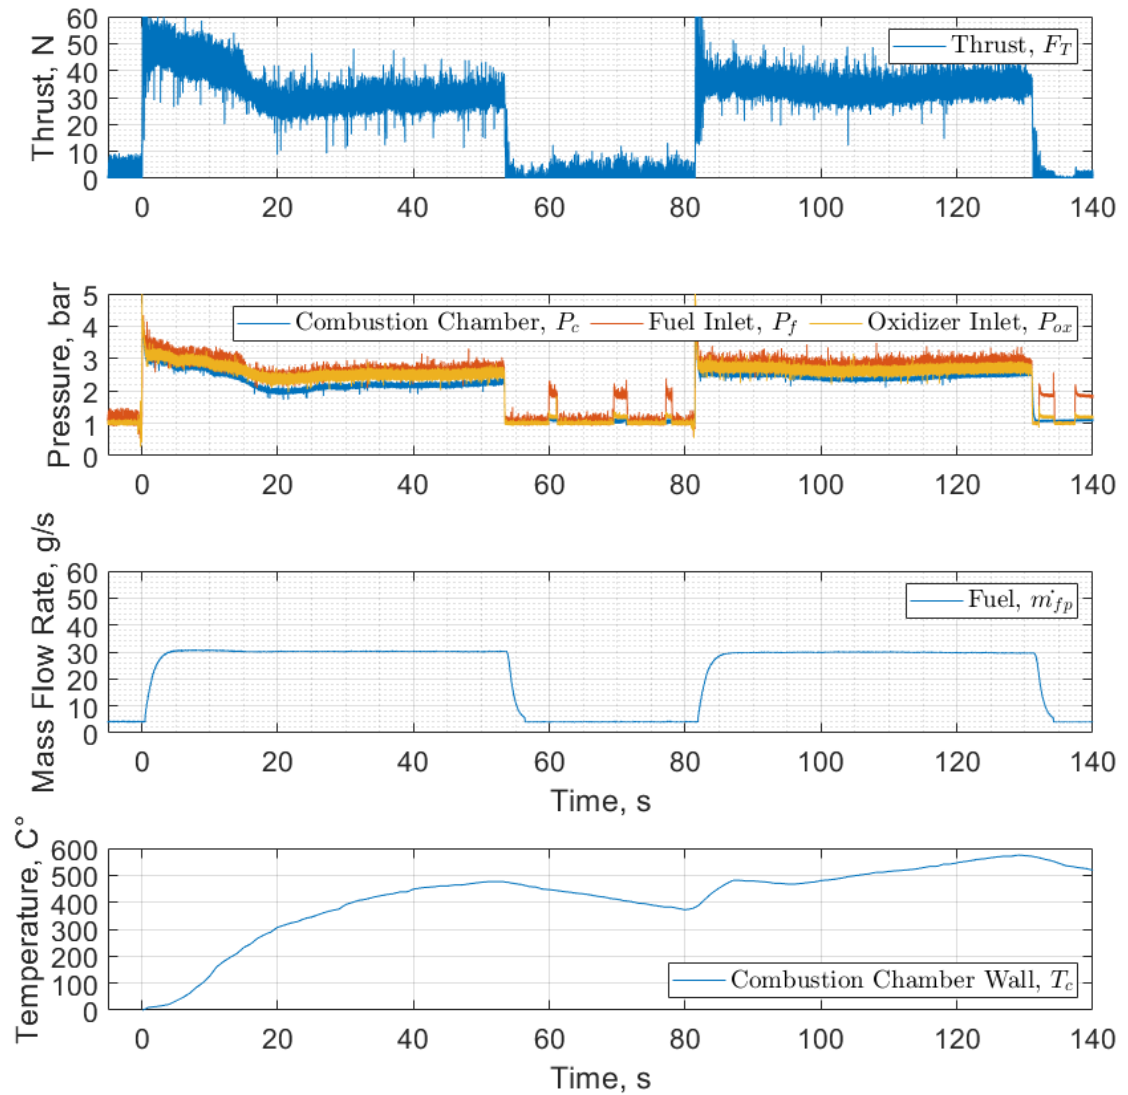 60
50
40
30
20
10
0
Thrust, N
Thrust, F_T
0 20 40 60 80 100 120 140
5
4
3
2
1
0
Pressure, bar
Combustion Chamber, P_c Fuel Inlet, P_f Oxidizer Inlet, P_ox
0 20 40 60 80 100 120 140
60
50
40
30
20
10
0
Mass Flow Rate, g/s
Fuel, ṁ_fp
0 20 40 60 80 100 120 140
Time, s
600
500
400
300
200
100
0
Temperature, C°
Combustion Chamber Wall, T_c
0 20 40 60 80 100 120 140
Time, s